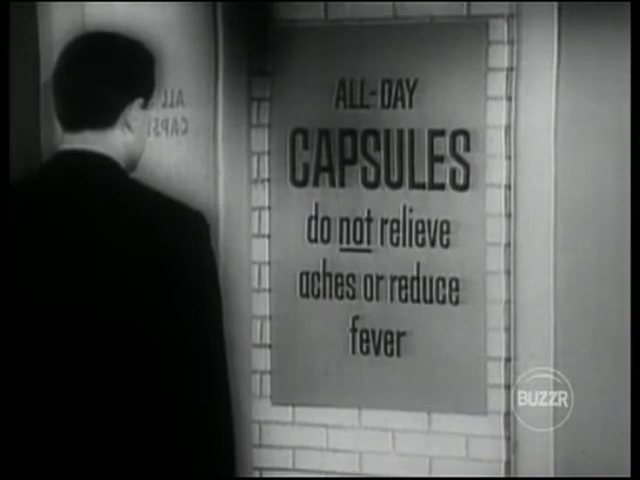 ALL-DAY
CAPSULES
do not relieve
aches or reduce
fever
BUZZR